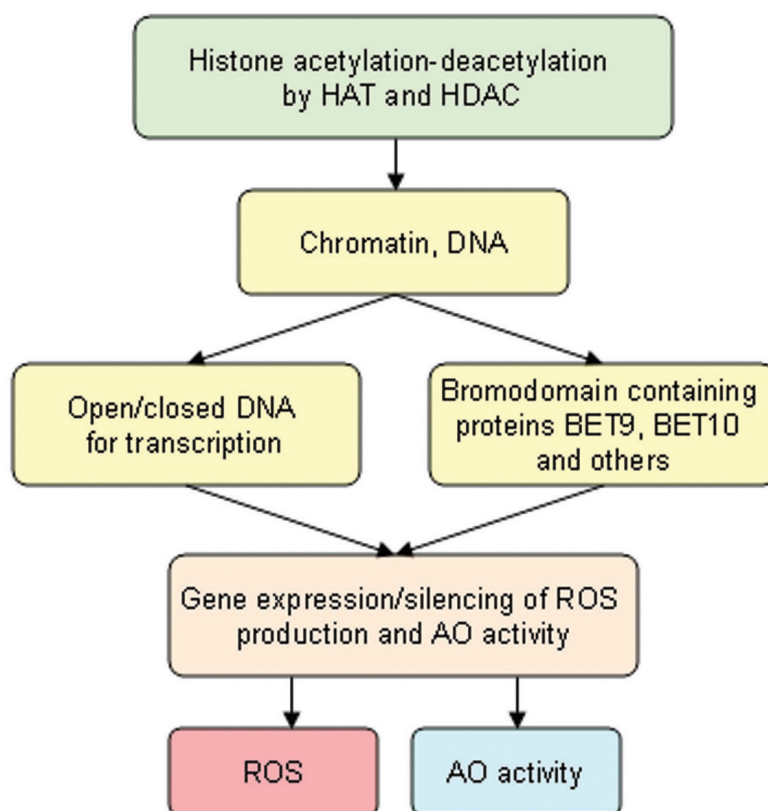 Histone acetylation-deacetylation
by HAT and HDAC
Chromatin, DNA
Open/closed DNA
for transcription
Bromodomain containing
proteins BET9, BET10
and others
Gene expression/silencing of ROS
production and AO activity
ROS
AO activity